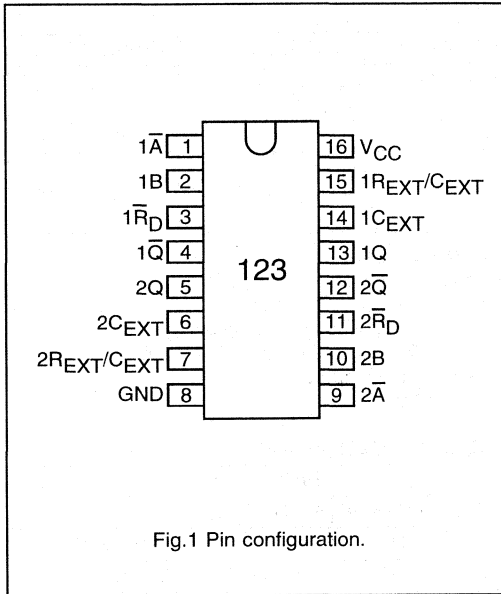 1A̅ 1 16 VCC
1B 2 15 1REXT/CEXT
1R̅D 3 14 1CEXT
1Q̅ 4 13 1Q
2Q 5 12 2Q̅
2CEXT 6 11 2R̅D
2REXT/CEXT 7 10 2B
GND 8 9 2A̅
123
Fig.1 Pin configuration.